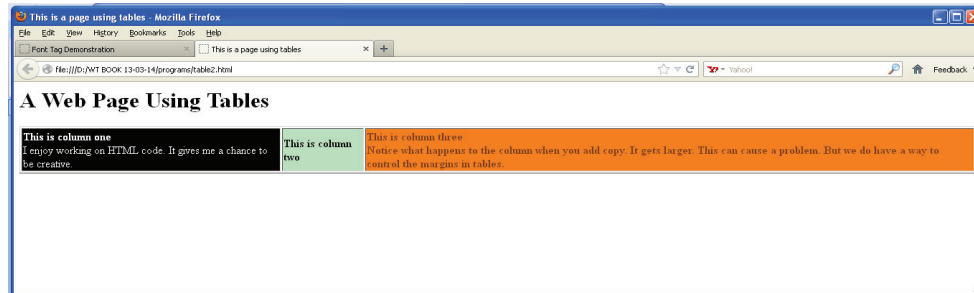 This is a page using tables - Mozilla Firefox
File Edit View History Bookmarks Tools Help
Font Tag Demonstration × This is a page using tables × +
file:///D:/WT BOOK 13-03-14/programs/table2.html Yahoo! Feedback
A Web Page Using Tables
This is column one
I enjoy working on HTML code. It gives me a chance to
be creative.
This is column
two
This is column three
Notice what happens to the column when you add copy. It gets larger. This can cause a problem. But we do have a way to
control the margins in tables.